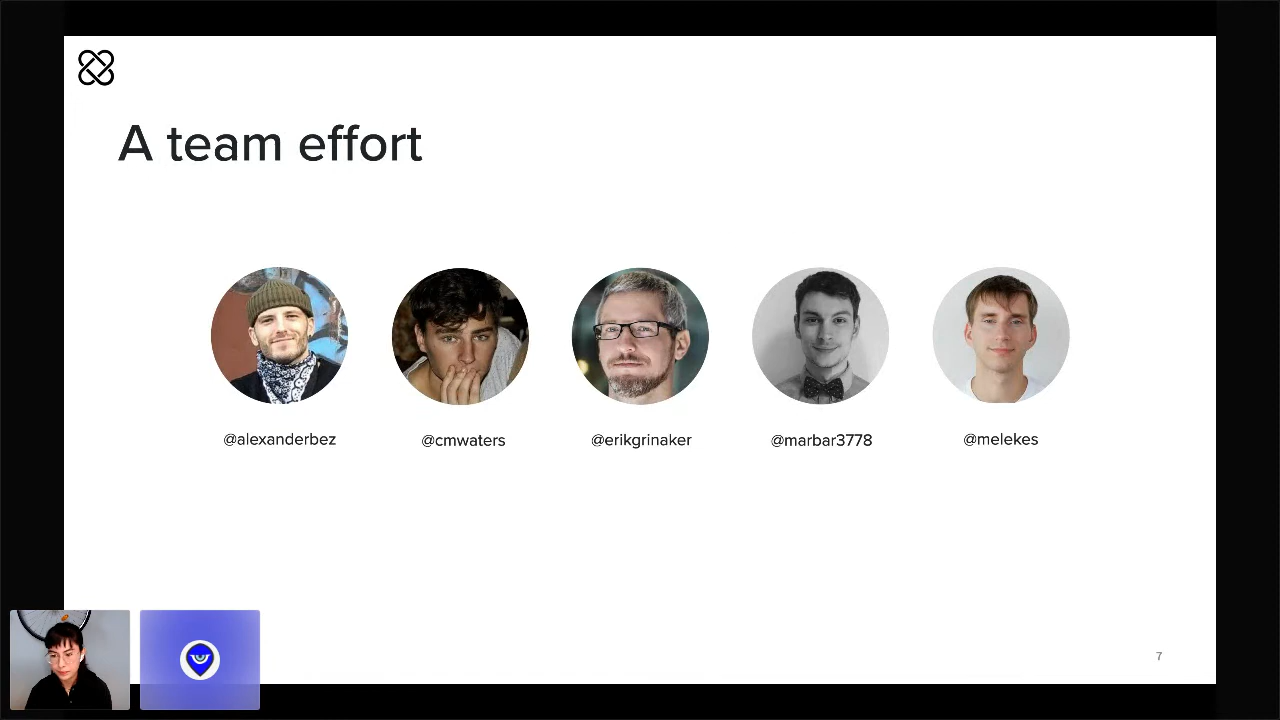 A team effort
@alexanderbez
@cmwaters
@erikgrinaker
@marbar3778
@melekes
7